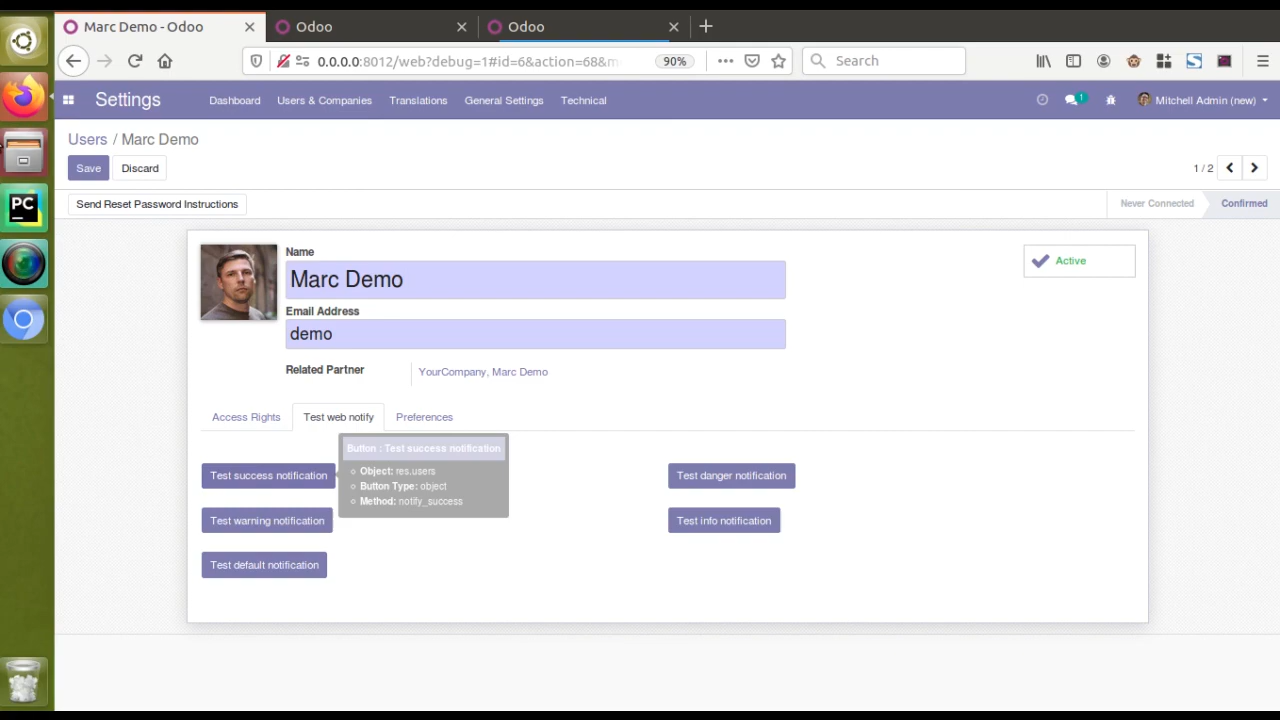 Marc Demo - Odoo
Odoo
Odoo
0.0.0.0:8012/web?debug=1#id=6&action=68&m
90%
Search
Settings
Dashboard
Users & Companies
Translations
General Settings
Technical
1
Mitchell Admin (new)
Users / Marc Demo
Save
Discard
1 / 2
Send Reset Password Instructions
Never Connected
Confirmed
Name
Marc Demo
Active
Email Address
demo
Related Partner
YourCompany, Marc Demo
Access Rights
Test web notify
Preferences
Button : Test success notification
Object: res.users
Button Type: object
Method: notify_success
Test success notification
Test danger notification
Test warning notification
Test info notification
Test default notification
PC